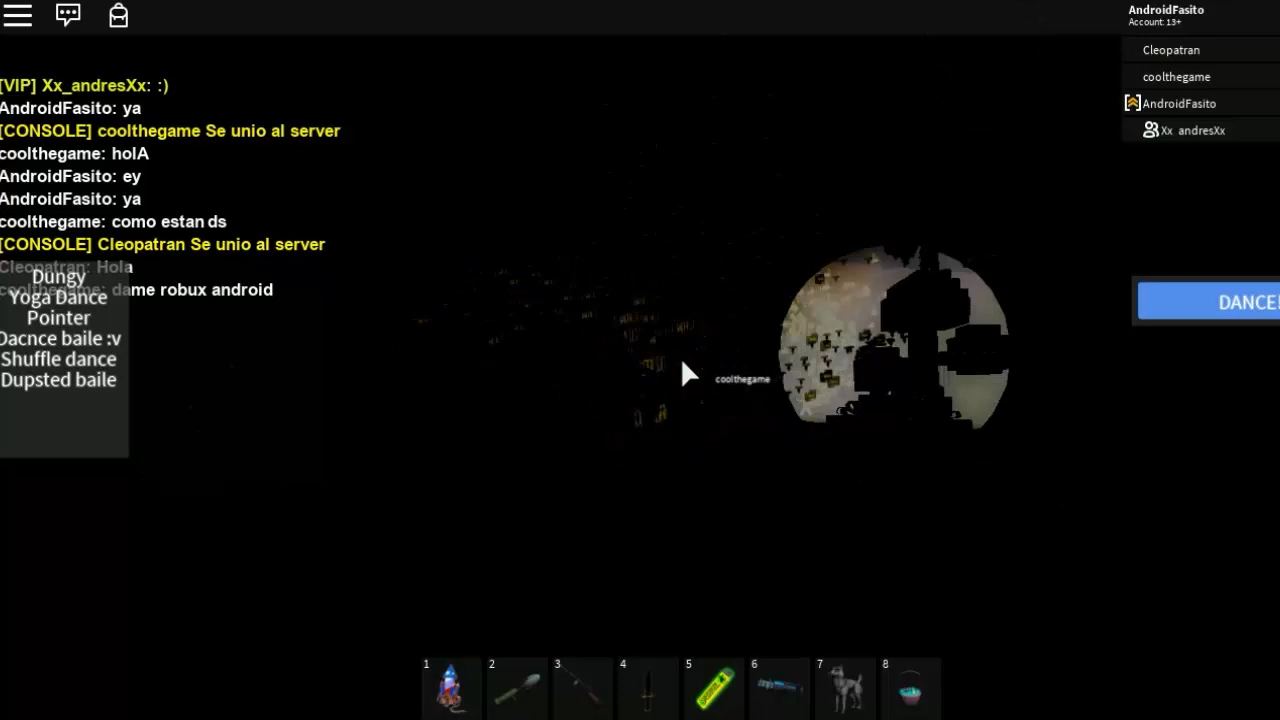 AndroidFasito
Account: 13+
Cleopatran
coolthegame
AndroidFasito
Xx_andresXx
[VIP] Xx_andresXx: :)
AndroidFasito: ya
[CONSOLE] coolthegame Se unio al server
coolthegame: holA
AndroidFasito: ey
AndroidFasito: ya
coolthegame: como estan ds
[CONSOLE] Cleopatran Se unio al server
Cleopatran: Hola
coolthegame: dame robux android
Dungy
Yoga Dance
Pointer
Dacnce baile :v
Shuffle dance
Dupsted baile
DANCE!
coolthegame
1 2 3 4 5 6 7 8